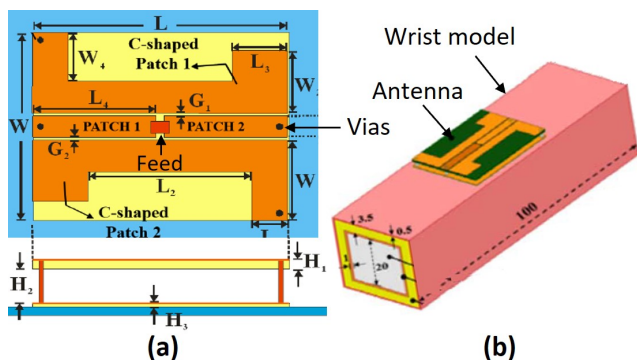 L
C-shaped
Patch 1
W₄
L₃
W
L₄
G₁
PATCH 1
PATCH 2
W
G₂
Feed
L₂
W
C-shaped
Patch 2
L
H₁
H₂
H₃
(a)
Wrist model
Antenna
Vias
3.5
0.5
1
20
100
(b)